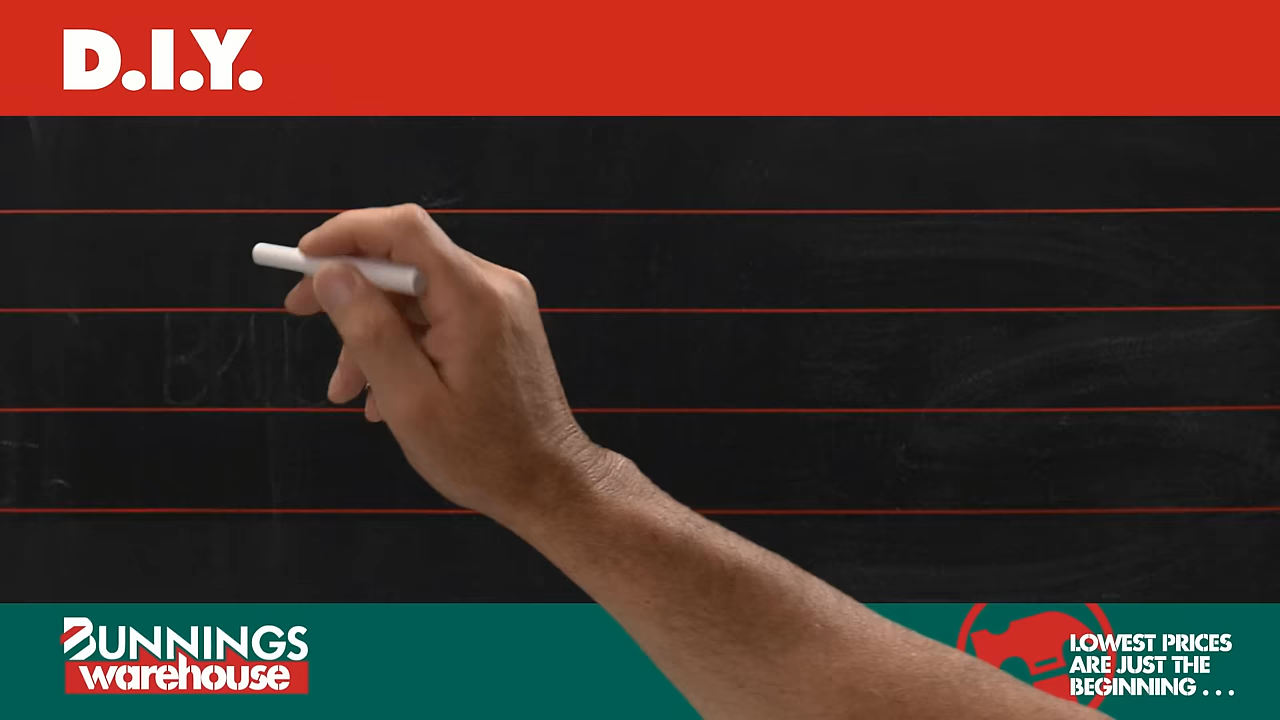 D.I.Y.
BUNNINGS
warehouse
LOWEST PRICES
ARE JUST THE
BEGINNING...